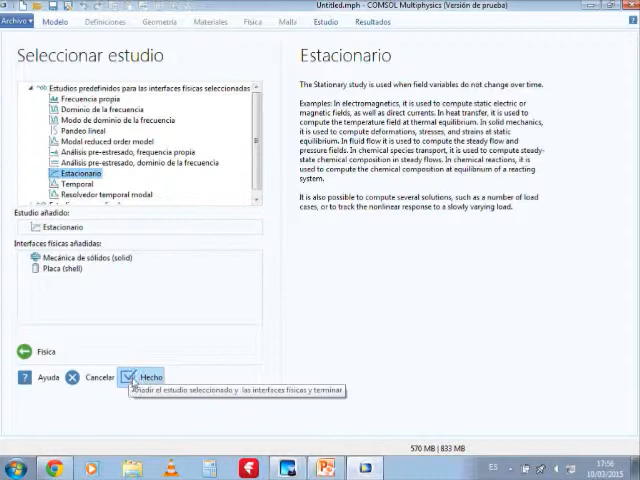 Untitled.mph - COMSOL Multiphysics (Versión de prueba)
Archivo Modelo Definiciones Geometría Materiales Física Malla Estudio Resultados
Seleccionar estudio
Estudios predefinidos para las interfaces físicas seleccionadas
Frecuencia propia
Dominio de la frecuencia
Modo de dominio de la frecuencia
Pandeo lineal
Modal reduced order model
Análisis pre-estresado, frecuencia propia
Análisis pre-estresado, dominio de la frecuencia
Estacionario
Temporal
Resolvedor temporal modal
Estudio añadido:
Estacionario
Interfaces físicas añadidas:
Mecánica de sólidos (solid)
Placa (shell)
Física
Ayuda Cancelar Hecho
Añadir el estudio seleccionado y las interfaces físicas y terminar
Estacionario
The Stationary study is used when field variables do not change over time.
Examples: In electromagnetics, it is used to compute static electric or
magnetic fields, as well as direct currents. In heat transfer, it is used to
compute the temperature field at thermal equilibrium. In solid mechanics,
it is used to compute deformations, stresses, and strains at static
equilibrium. In fluid flow it is used to compute the steady flow and
pressure fields. In chemical species transport, it is used to compute steady-
state chemical composition in steady flows. In chemical reactions, it is
used to compute the chemical composition at equilibrium of a reacting
system.
It is also possible to compute several solutions, such as a number of load
cases, or to track the nonlinear response to a slowly varying load.
570 MB | 833 MB
ES
17:56
10/03/2015